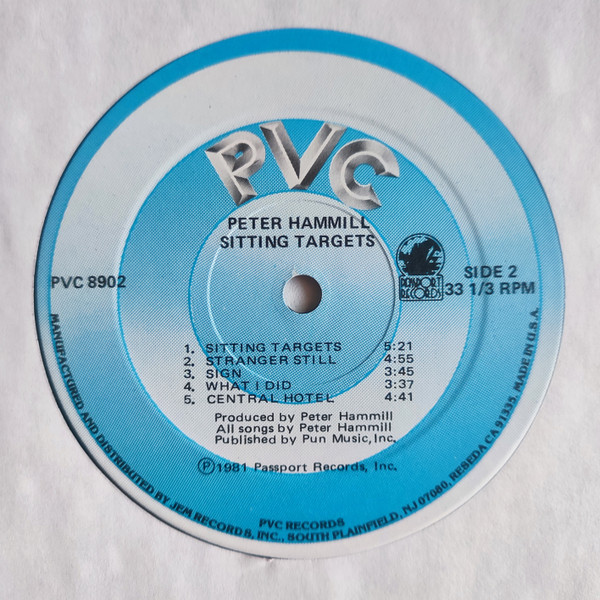 PVC
PETER HAMMILL
SITTING TARGETS
PVC 8902
PASSPORT
RECORDS
SIDE 2
33 1/3 RPM
1. SITTING TARGETS 5:21
2. STRANGER STILL 4:55
3. SIGN 3:45
4. WHAT I DID 3:37
5. CENTRAL HOTEL 4:41
Produced by Peter Hammill
All songs by Peter Hammill
Published by Pun Music, Inc.
Ⓟ1981 Passport Records, Inc.
PVC RECORDS
MANUFACTURED AND DISTRIBUTED BY JEM RECORDS, INC., SOUTH PLAINFIELD, NJ 07080, REBEDA CA 91335, MADE IN U.S.A.